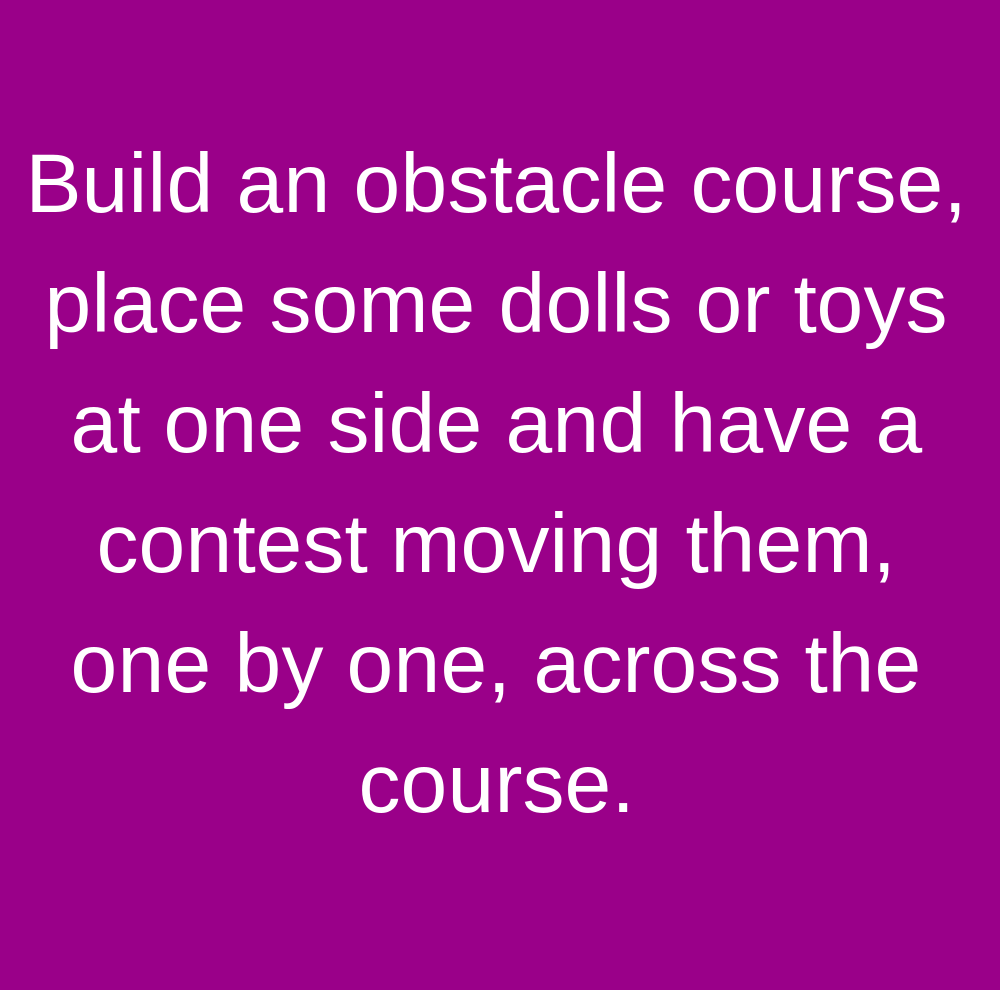 Build an obstacle course,
place some dolls or toys
at one side and have a
contest moving them,
one by one, across the
course.